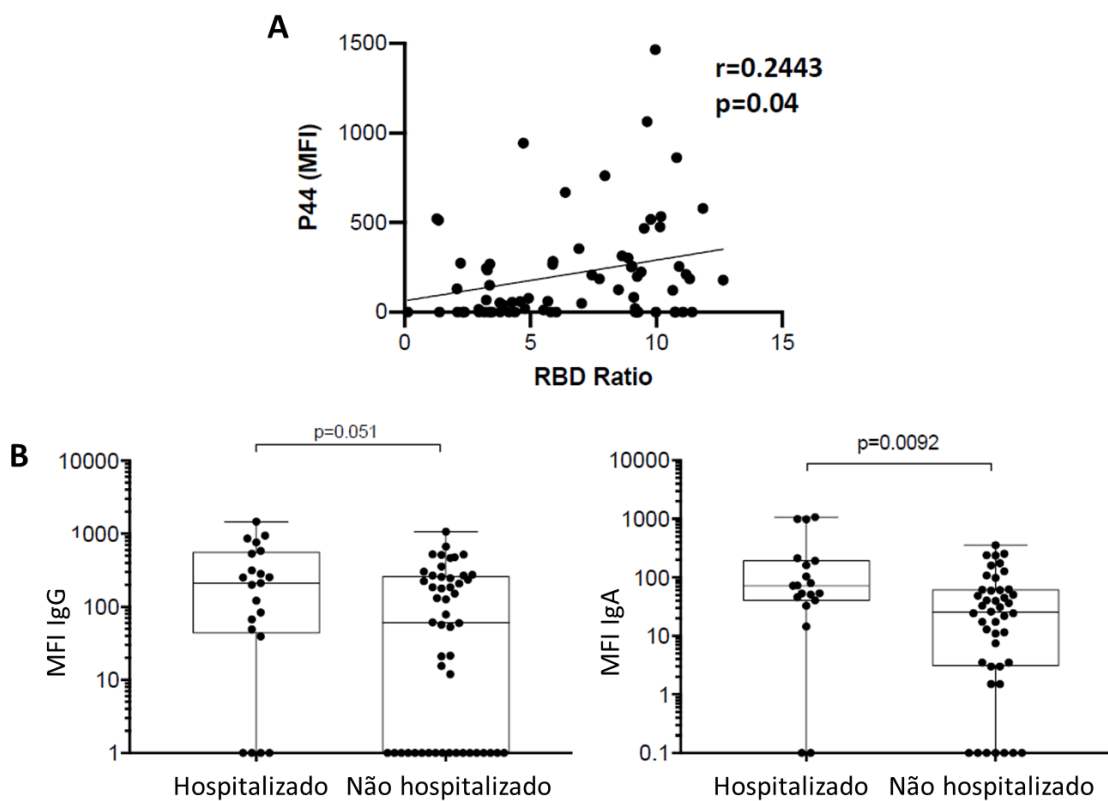 A
1500
1000
500
0
P44 (MFI)
r=0.2443
p=0.04
0 5 10 15
RBD Ratio
B
p=0.051
10000
1000
100
10
1
MFI IgG
Hospitalizado Não hospitalizado
p=0.0092
10000
1000
100
10
1
0.1
MFI IgA
Hospitalizado Não hospitalizado